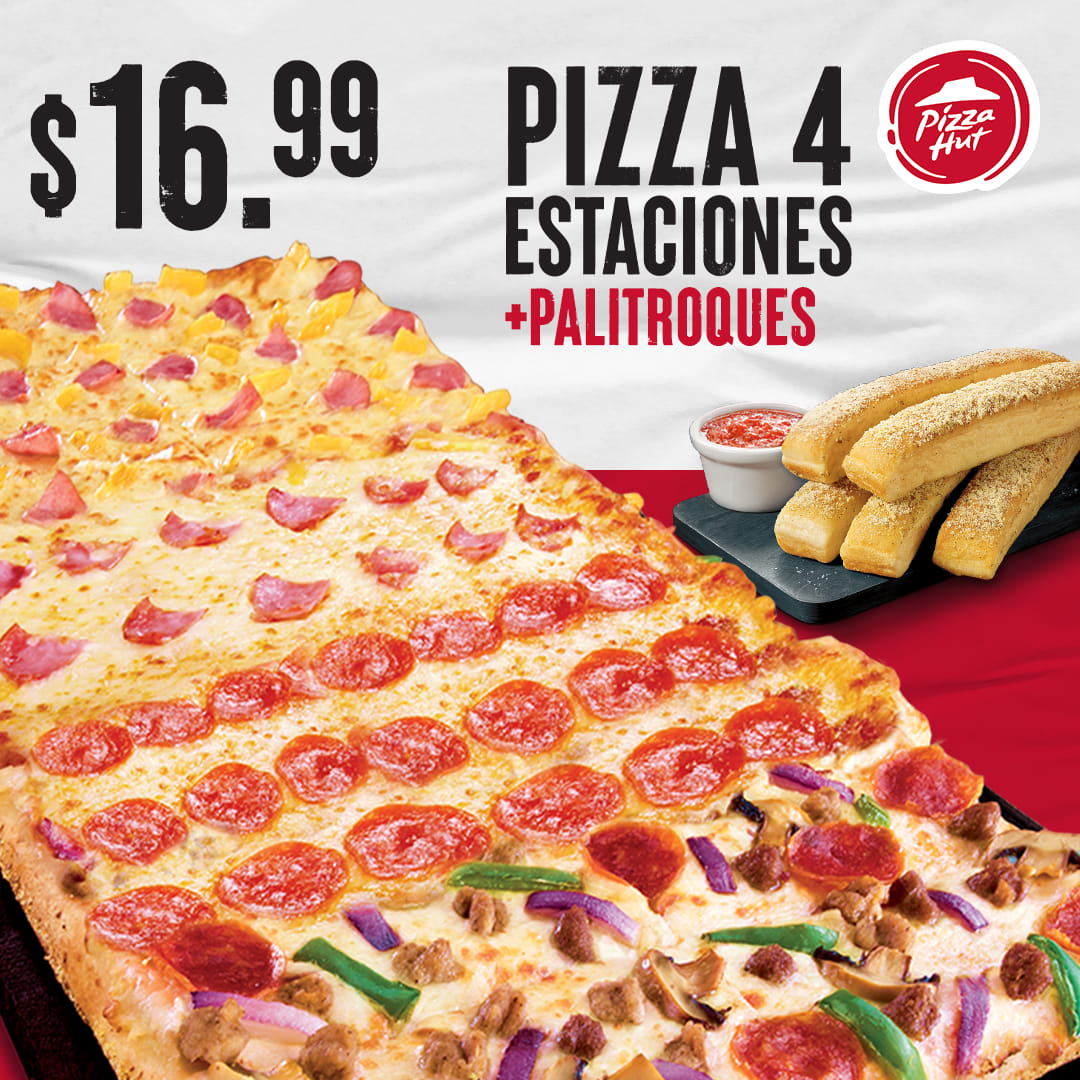 $16.99
PIZZA 4
ESTACIONES
+PALITROQUES
Pizza
Hut